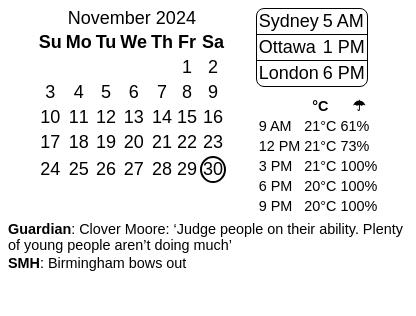 November 2024
Su Mo Tu We Th Fr Sa
1 2
3 4 5 6 7 8 9
10 11 12 13 14 15 16
17 18 19 20 21 22 23
24 25 26 27 28 29 30
Sydney 5 AM
Ottawa 1 PM
London 6 PM
°C ☂
9 AM 21°C 61%
12 PM 21°C 73%
3 PM 21°C 100%
6 PM 20°C 100%
9 PM 20°C 100%
Guardian: Clover Moore: ‘Judge people on their ability. Plenty
of young people aren’t doing much’
SMH: Birmingham bows out